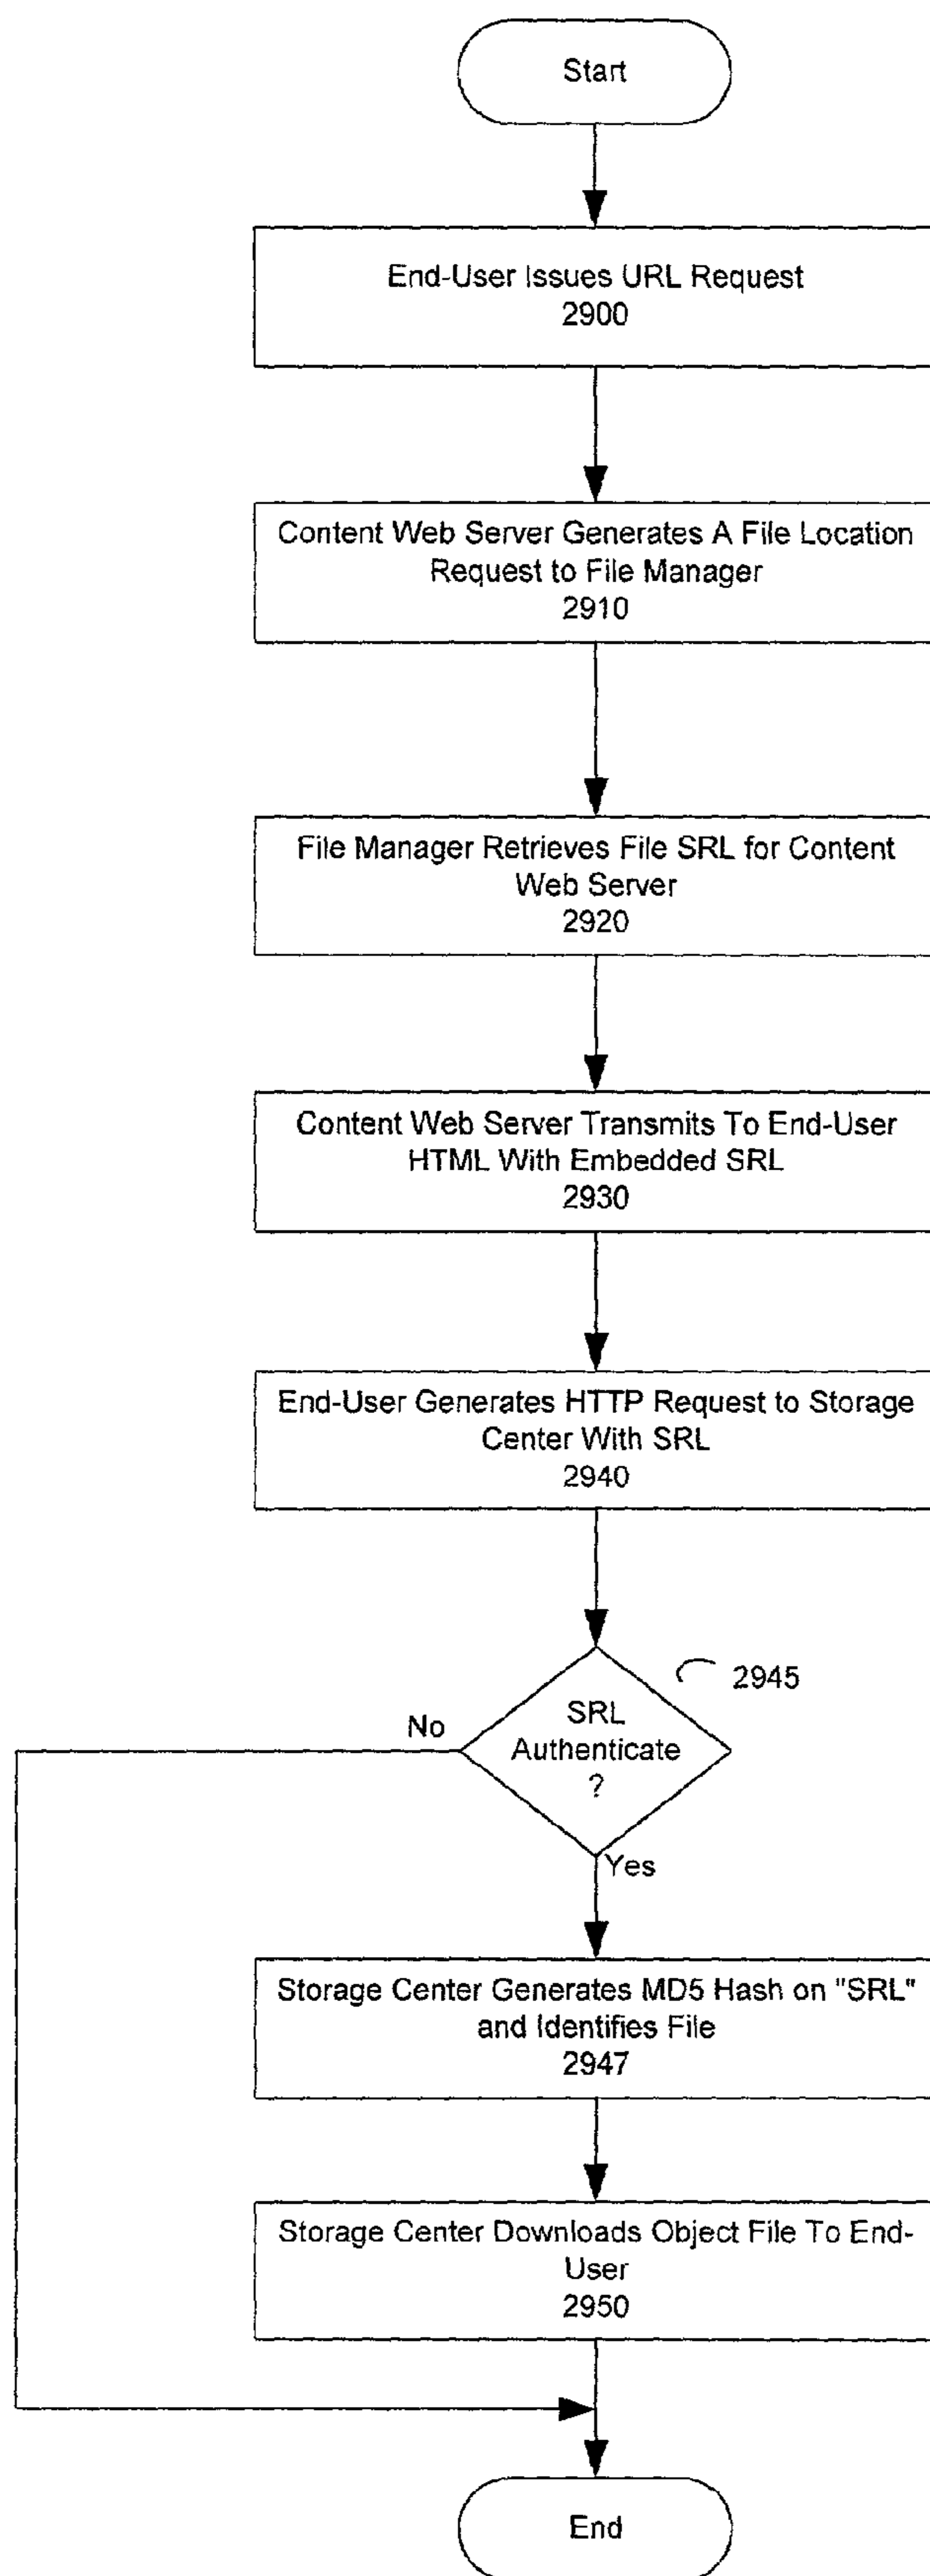 Start
End-User Issues URL Request
2900
Content Web Server Generates A File Location
Request to File Manager
2910
File Manager Retrieves File SRL for Content
Web Server
2920
Content Web Server Transmits To End-User
HTML With Embedded SRL
2930
End-User Generates HTTP Request to Storage
Center With SRL
2940
2945
SRL
Authenticate
?
No
Yes
Storage Center Generates MD5 Hash on "SRL"
and Identifies File
2947
Storage Center Downloads Object File To End-
User
2950
End